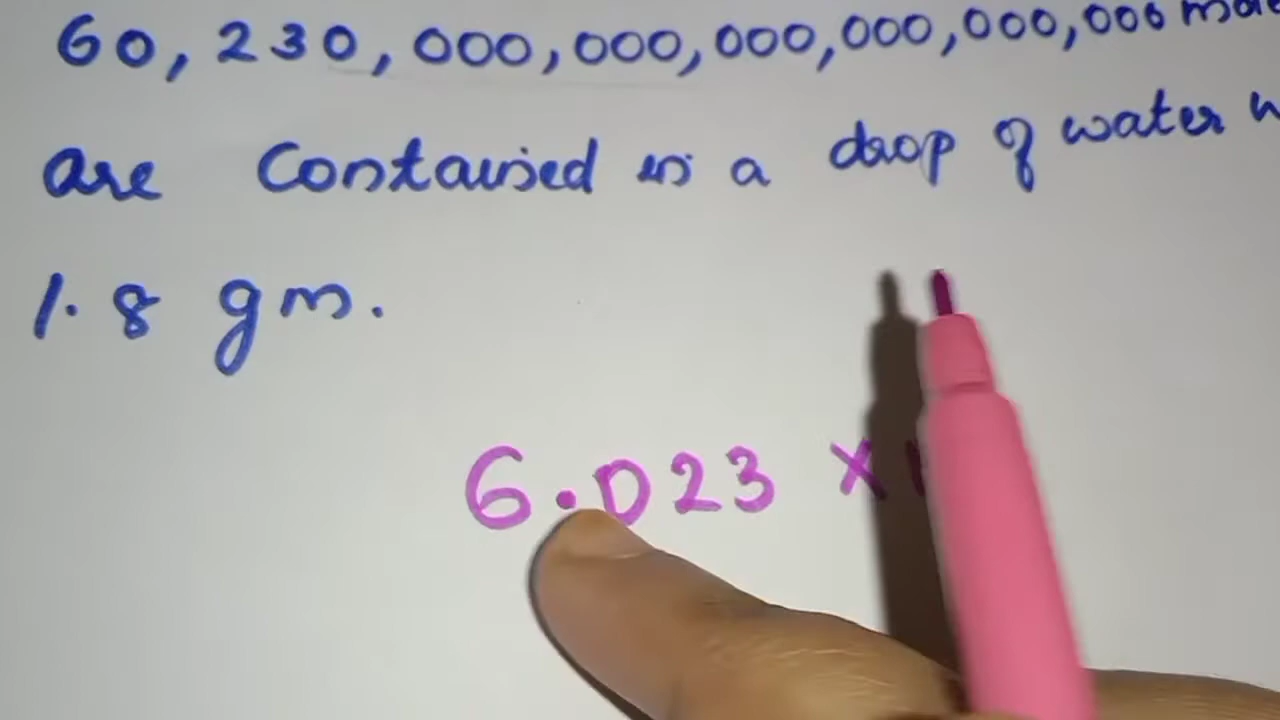 60,230,000,000,000,000,000,000
are contained in a drop of water
1.8 gm.
6.023 ×